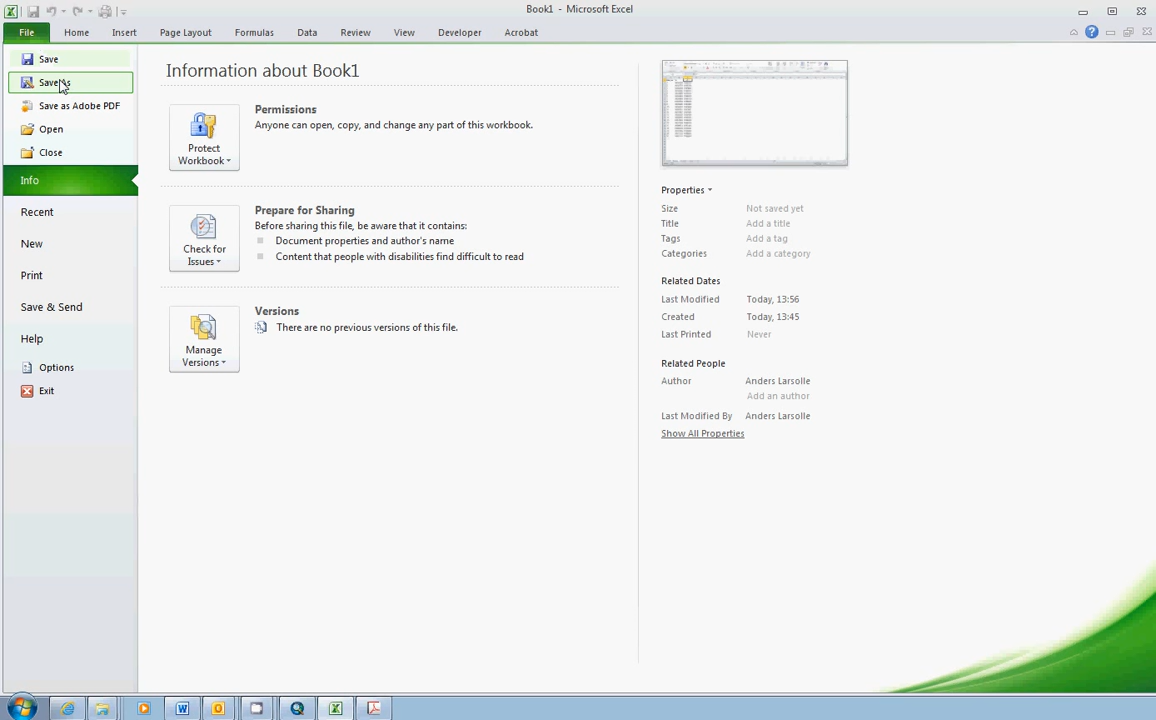 Book1 - Microsoft Excel
File Home Insert Page Layout Formulas Data Review View Developer Acrobat
Save
Save As
Save as Adobe PDF
Open
Close
Info
Recent
New
Print
Save & Send
Help
Options
Exit
Information about Book1
Protect
Workbook
Permissions
Anyone can open, copy, and change any part of this workbook.
Check for
Issues
Prepare for Sharing
Before sharing this file, be aware that it contains:
Document properties and author's name
Content that people with disabilities find difficult to read
Manage
Versions
Versions
There are no previous versions of this file.
Properties
Size Not saved yet
Title Add a title
Tags Add a tag
Categories Add a category
Related Dates
Last Modified Today, 13:56
Created Today, 13:45
Last Printed Never
Related People
Author Anders Larsolle
Add an author
Last Modified By Anders Larsolle
Show All Properties